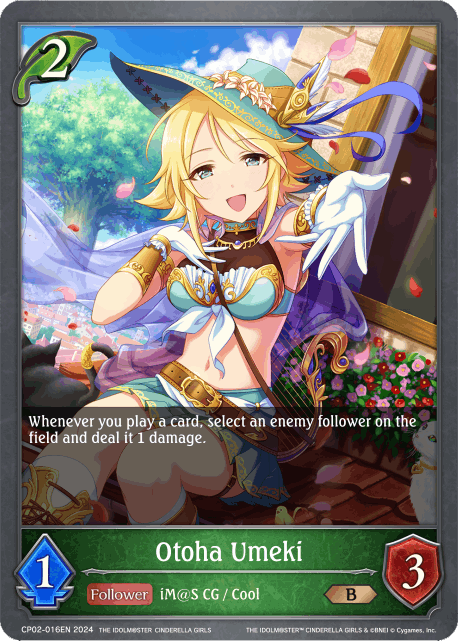 2
Whenever you play a card, select an enemy follower on the
field and deal it 1 damage.
Otoha Umeki
1
Follower iM@S CG / Cool
B
3
CP02-016EN 2024 THE IDOLM@STER CINDERELLA GIRLS THE IDOLM@STER™ CINDERELLA GIRLS & ©BNEI © Cygames, Inc.